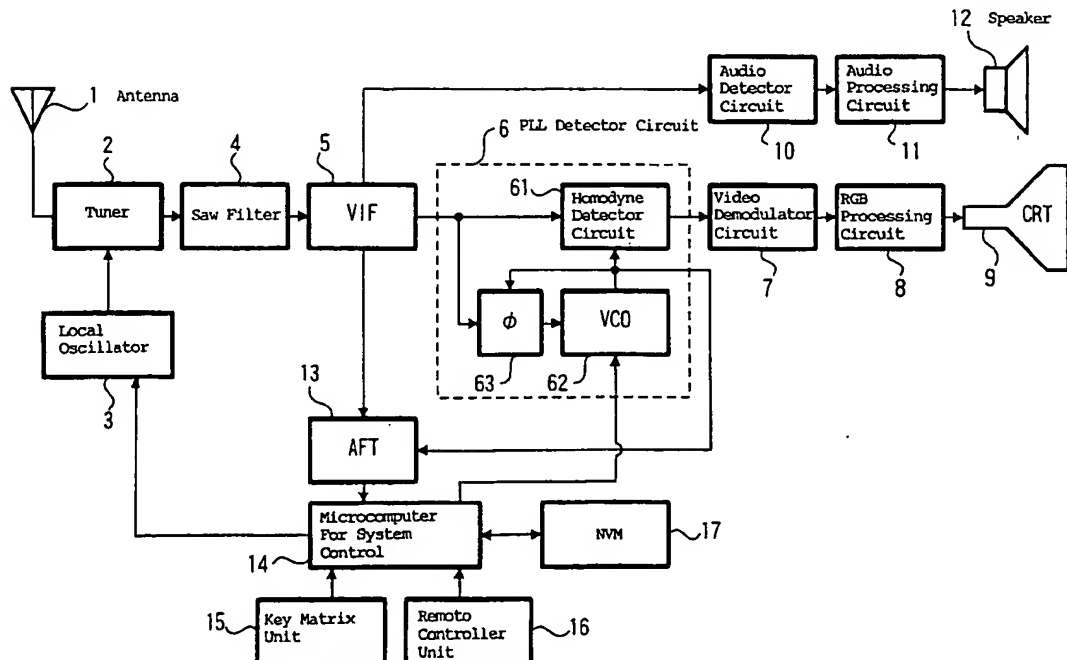 12 Speaker
1 Antenna
Audio
Detector
Circuit
10
Audio
Processing
Circuit
11
6 PLL Detector Circuit
2
Tuner
4
Saw Filter
5
VIF
61
Homodyne
Detector
Circuit
Video
Demodulator
Circuit
7
RGB
Processing
Circuit
8
CRT
9
Φ
63
VCO
62
Local
Oscillator
3
13
AFT
Microcomputer
For System
Control
14
NVM
17
15
Key Matrix
Unit
Remoto
Controller
Unit
16